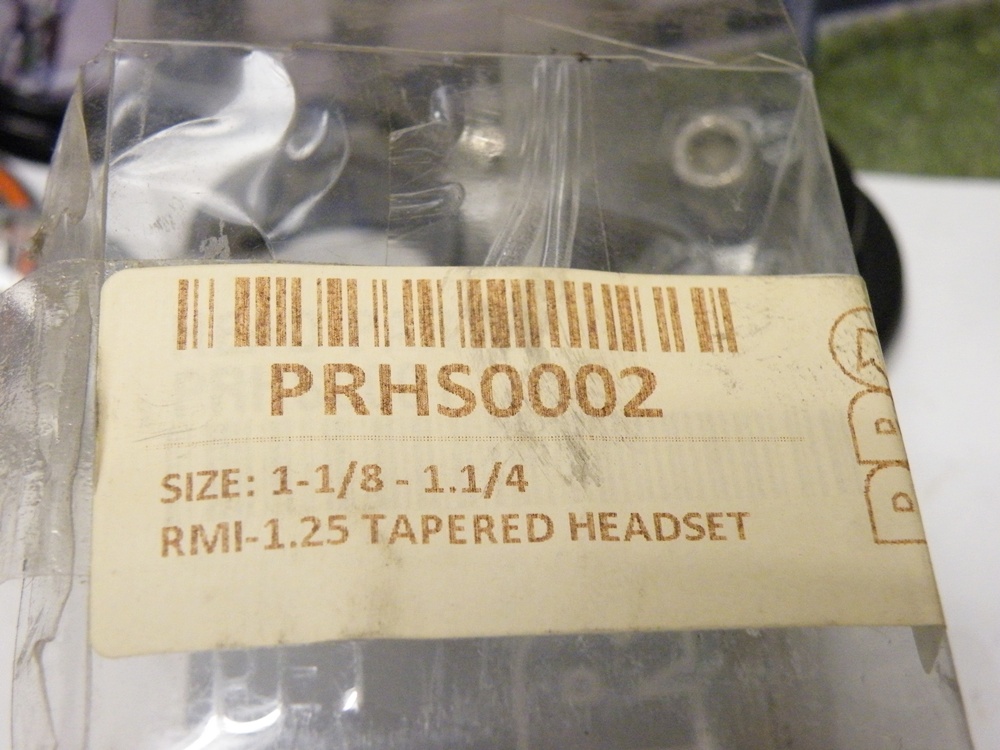 PRHS0002
SIZE: 1-1/8 - 1.1/4
RMI-1.25 TAPERED HEADSET